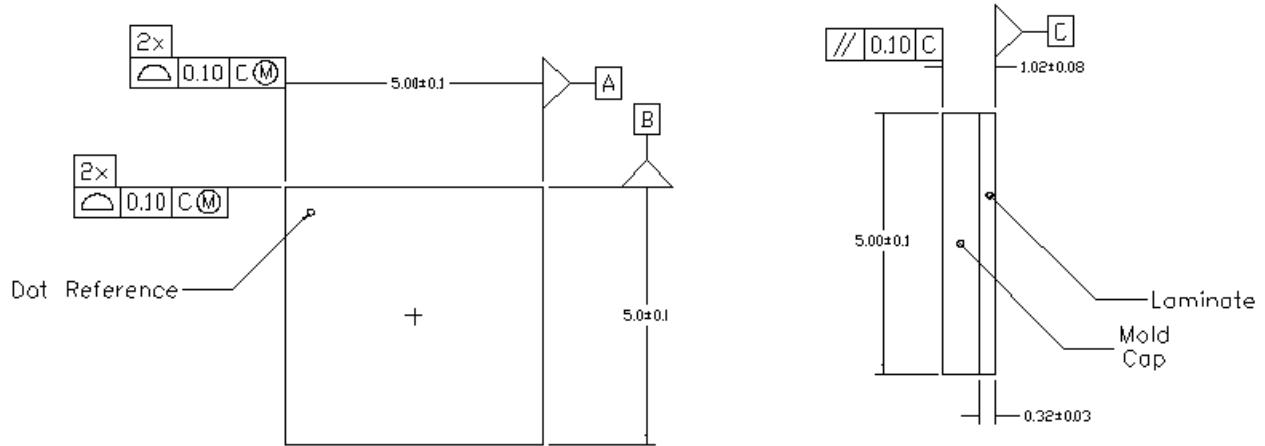 2x
⌓ 0.10 C Ⓜ
5.00±0.1
A
B
2x
⌓ 0.10 C Ⓜ
Dot Reference
5.0±0.1
// 0.10 C
C
1.02±0.08
5.00±0.1
Laminate
Mold
Cap
0.32±0.03